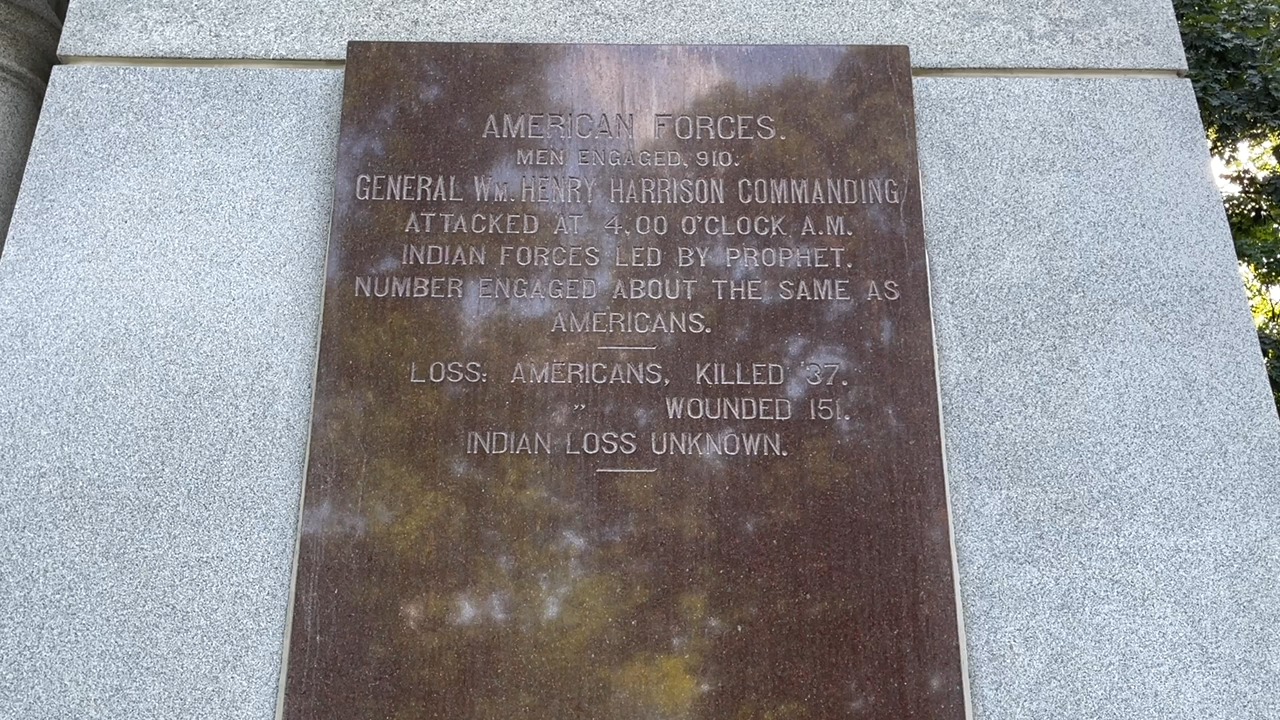 AMERICAN FORCES.
MEN ENGAGED, 910.
GENERAL WM. HENRY HARRISON COMMANDING
ATTACKED AT 4.00 O'CLOCK A.M.
INDIAN FORCES LED BY PROPHET.
NUMBER ENGAGED ABOUT THE SAME AS
AMERICANS.
LOSS: AMERICANS, KILLED 37.
" WOUNDED 151.
INDIAN LOSS UNKNOWN.